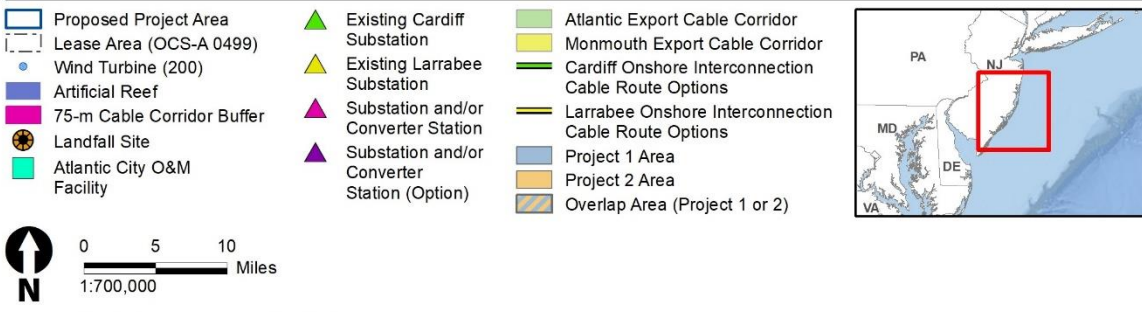 Proposed Project Area
Lease Area (OCS-A 0499)
Wind Turbine (200)
Artificial Reef
75-m Cable Corridor Buffer
Landfall Site
Atlantic City O&M
Facility
Existing Cardiff
Substation
Existing Larrabee
Substation
Substation and/or
Converter Station
Substation and/or
Converter
Station (Option)
Atlantic Export Cable Corridor
Monmouth Export Cable Corridor
Cardiff Onshore Interconnection
Cable Route Options
Larrabee Onshore Interconnection
Cable Route Options
Project 1 Area
Project 2 Area
Overlap Area (Project 1 or 2)
PA
NJ
MD
DE
VA
N
0 5 10
Miles
1:700,000